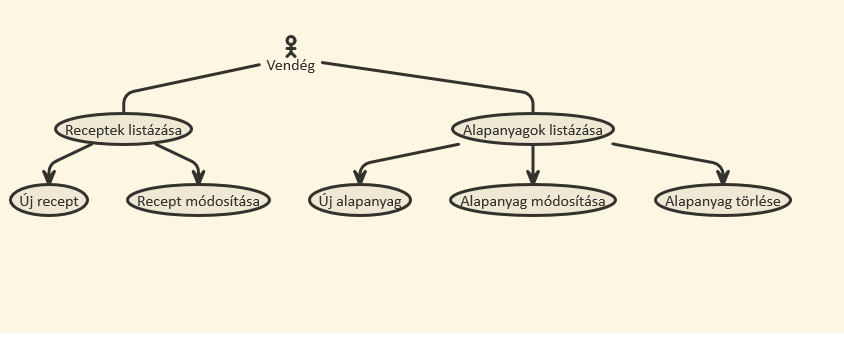 Vendég
Receptek listázása
Alapanyagok listázása
Új recept
Recept módosítása
Új alapanyag
Alapanyag módosítása
Alapanyag törlése